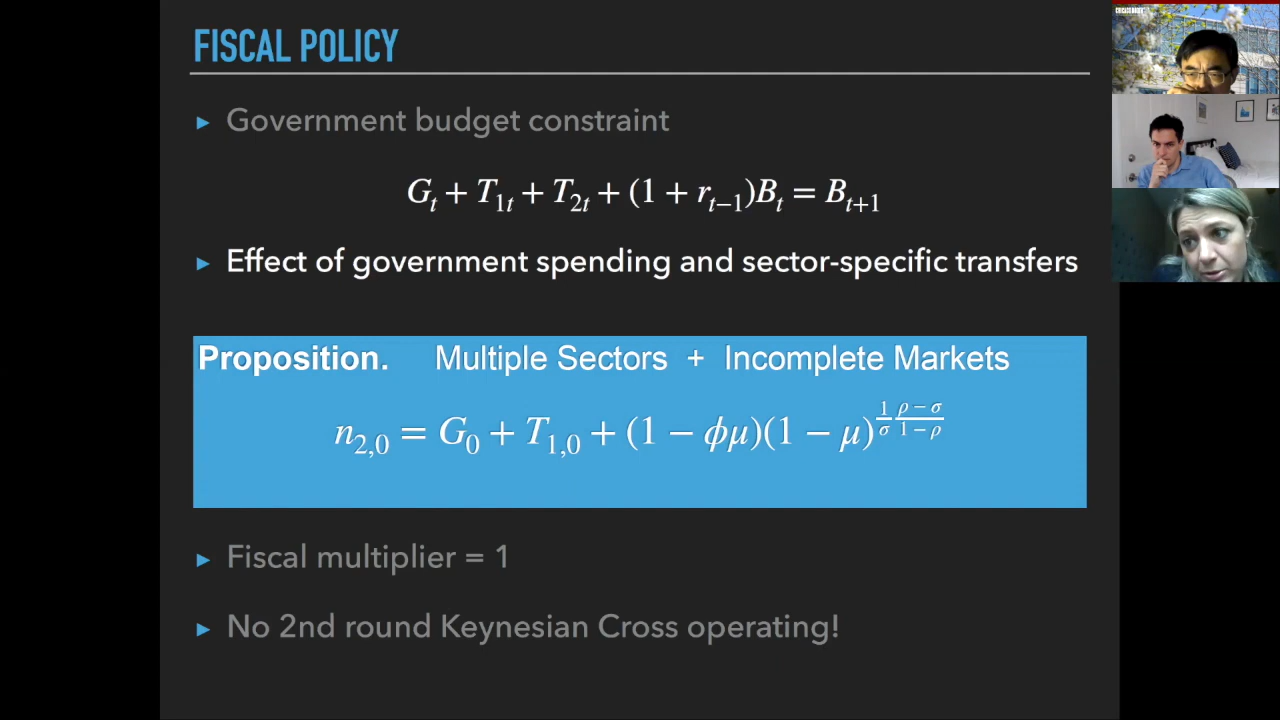 FISCAL POLICY
▸ Government budget constraint
G_t + T_{1t} + T_{2t} + (1 + r_{t−1})B_t = B_{t+1}
▸ Effect of government spending and sector-specific transfers
Proposition. Multiple Sectors + Incomplete Markets
n_{2,0} = G_0 + T_{1,0} + (1 − ϕμ)(1 − μ)^{\frac{1}{σ}\frac{ρ−σ}{1−ρ}}
▸ Fiscal multiplier = 1
▸ No 2nd round Keynesian Cross operating!